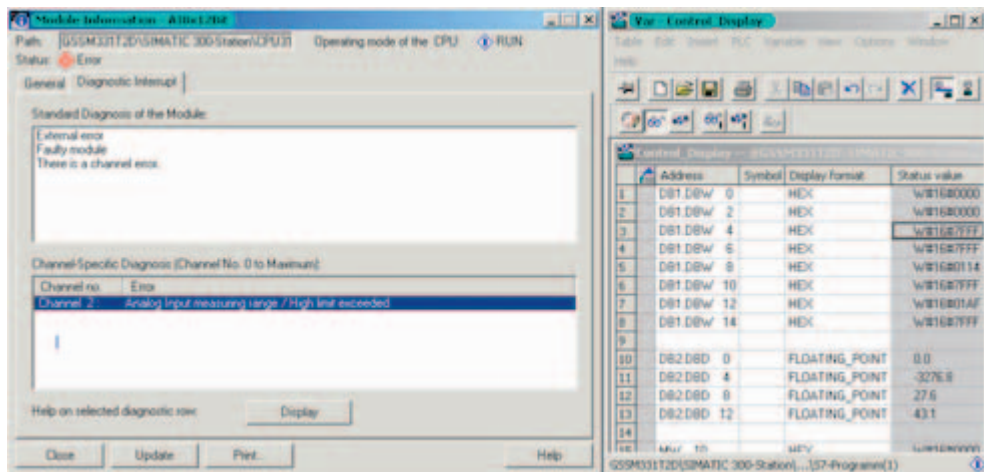 Module Information - AI8x12Bit
Path: GSSM331T2D\SIMATIC 300-Station\CPU31 Operating mode of the CPU: RUN
Status: Error
General Diagnostic Interrupt
Standard Diagnosis of the Module:
External error
Faulty module
There is a channel error.
Channel-Specific Diagnosis (Channel No. 0 to Maximum):
Channel no. Error
Channel 2: Analog Input measuring range / High limit exceeded
Help on selected diagnostic row: Display
Close Update Print... Help
Var - Control_Display
Table Edit Insert PLC Variable View Options Window
Help
Control_Display --
Address Symbol Display format Status value
1 DB1.DBW 0 HEX W#16#0000
2 DB1.DBW 2 HEX W#16#0000
3 DB1.DBW 4 HEX W#16#7FFF
4 DB1.DBW 6 HEX W#16#7FFF
5 DB1.DBW 8 HEX W#16#0114
6 DB1.DBW 10 HEX W#16#7FFF
7 DB1.DBW 12 HEX W#16#01AF
8 DB1.DBW 14 HEX W#16#7FFF
9
10 DB2.DBD 0 FLOATING_POINT 0.0
11 DB2.DBD 4 FLOATING_POINT -3276.8
12 DB2.DBD 8 FLOATING_POINT 27.6
13 DB2.DBD 12 FLOATING_POINT 43.1
14
15 MW 10 HEX W#16#0000
GSSM331T2D\SIMATIC 300-Station\...\S7-Programm(1)